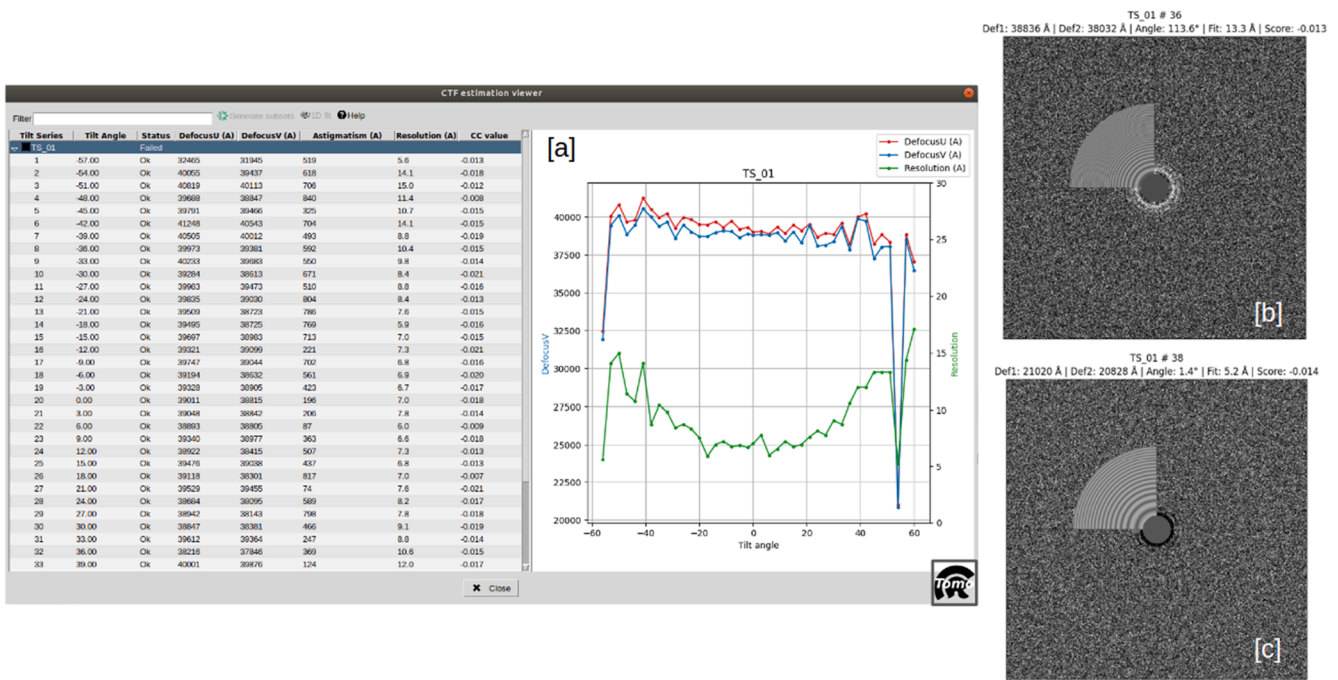 CTF estimation viewer
Filter Generate subsets 1D fit Help
Tilt Series Tilt Angle Status DefocusU (A) DefocusV (A) Astigmatism (A) Resolution (A) CC value
TS_01 Failed
1 -57.00 Ok 32465 31945 519 5.6 -0.013
2 -54.00 Ok 40055 39437 618 14.1 -0.018
3 -51.00 Ok 40819 40113 706 15.0 -0.012
4 -48.00 Ok 39688 38847 840 11.4 -0.008
5 -45.00 Ok 39791 39466 325 10.7 -0.015
6 -42.00 Ok 41248 40543 704 14.1 -0.015
7 -39.00 Ok 40505 40012 493 8.8 -0.019
8 -36.00 Ok 39973 39381 592 10.4 -0.015
9 -33.00 Ok 40233 39683 550 9.8 -0.014
10 -30.00 Ok 39284 38613 671 8.4 -0.021
11 -27.00 Ok 39983 39473 510 8.8 -0.016
12 -24.00 Ok 39835 39030 804 8.4 -0.013
13 -21.00 Ok 39509 38723 786 7.6 -0.015
14 -18.00 Ok 39495 38725 769 5.9 -0.016
15 -15.00 Ok 39697 38983 713 7.0 -0.015
16 -12.00 Ok 39321 39099 221 7.3 -0.021
17 -9.00 Ok 39747 39044 702 6.8 -0.016
18 -6.00 Ok 39194 38632 561 6.9 -0.020
19 -3.00 Ok 39328 38905 423 6.7 -0.017
20 0.00 Ok 39011 38815 196 7.0 -0.018
21 3.00 Ok 39048 38842 206 7.8 -0.014
22 6.00 Ok 38893 38805 87 6.0 -0.009
23 9.00 Ok 39340 38977 363 6.6 -0.018
24 12.00 Ok 38922 38415 507 7.3 -0.013
25 15.00 Ok 39476 39038 437 6.8 -0.013
26 18.00 Ok 39118 38301 817 7.0 -0.007
27 21.00 Ok 39529 39455 74 7.6 -0.021
28 24.00 Ok 38684 38095 589 8.2 -0.017
29 27.00 Ok 38942 38143 798 7.8 -0.018
30 30.00 Ok 38847 38381 466 9.1 -0.019
31 33.00 Ok 39612 39364 247 8.8 -0.014
32 36.00 Ok 38216 37846 369 10.6 -0.015
33 39.00 Ok 40001 39876 124 12.0 -0.017
Close
[a]
DefocusU (A)
DefocusV (A)
Resolution (A)
TS_01
40000
37500
35000
32500
30000
27500
25000
22500
20000
DefocusV
30
25
20
15
10
5
0
Resolution
−60 −40 −20 0 20 40 60
Tilt angle
Tomo
TS_01 # 36
Def1: 38836 Å | Def2: 38032 Å | Angle: 113.6° | Fit: 13.3 Å | Score: -0.013
[b]
TS_01 # 38
Def1: 21020 Å | Def2: 20828 Å | Angle: 1.4° | Fit: 5.2 Å | Score: -0.014
[c]